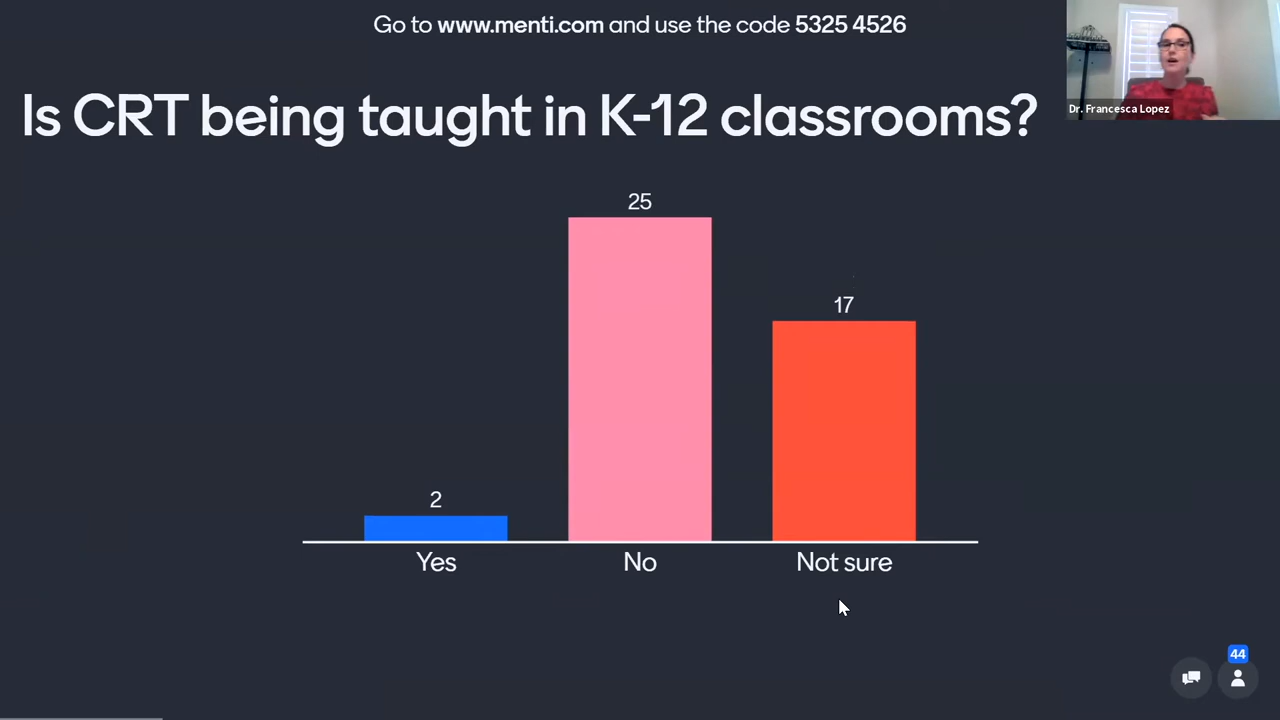 Go to www.menti.com and use the code 5325 4526
Is CRT being taught in K-12 classrooms?
Dr. Francesca Lopez
25
17
2
Yes
No
Not sure
44